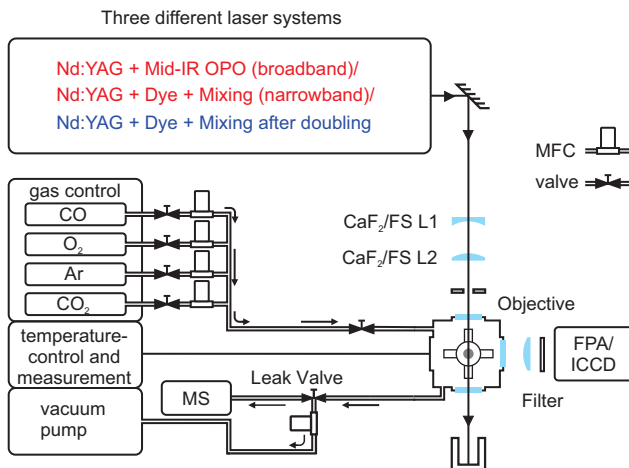 Three different laser systems
Nd:YAG + Mid-IR OPO (broadband)/
Nd:YAG + Dye + Mixing (narrowband)/
Nd:YAG + Dye + Mixing after doubling
MFC
valve
gas control
CO
O₂
Ar
CO₂
CaF₂/FS L1
CaF₂/FS L2
Objective
temperature-
control and
measurement
FPA/
ICCD
Filter
Leak Valve
MS
vacuum
pump